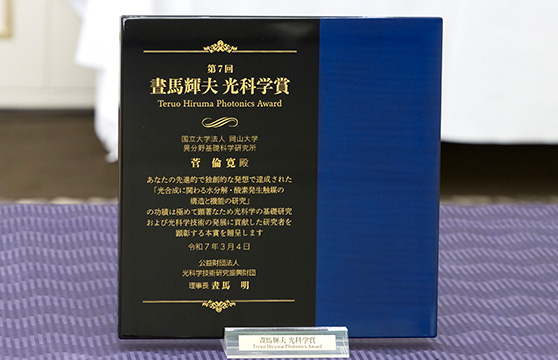 第7回
晝馬輝夫 光科学賞
Teruo Hiruma Photonics Award
国立大学法人 岡山大学
異分野基礎科学研究所
菅 倫寛 殿
あなたの先進的で独創的な発想で達成された
「光合成に関わる水分解・酸素発生触媒の
構造と機能の研究」
の功績は極めて顕著なため光科学の基礎研究
および光科学技術の発展に貢献した研究者を
顕彰する本賞を贈呈します
令和7年3月4日
公益財団法人
光科学技術研究振興財団
理事長 晝馬 明
晝馬輝夫 光科学賞
Teruo Hiruma Photonics Award